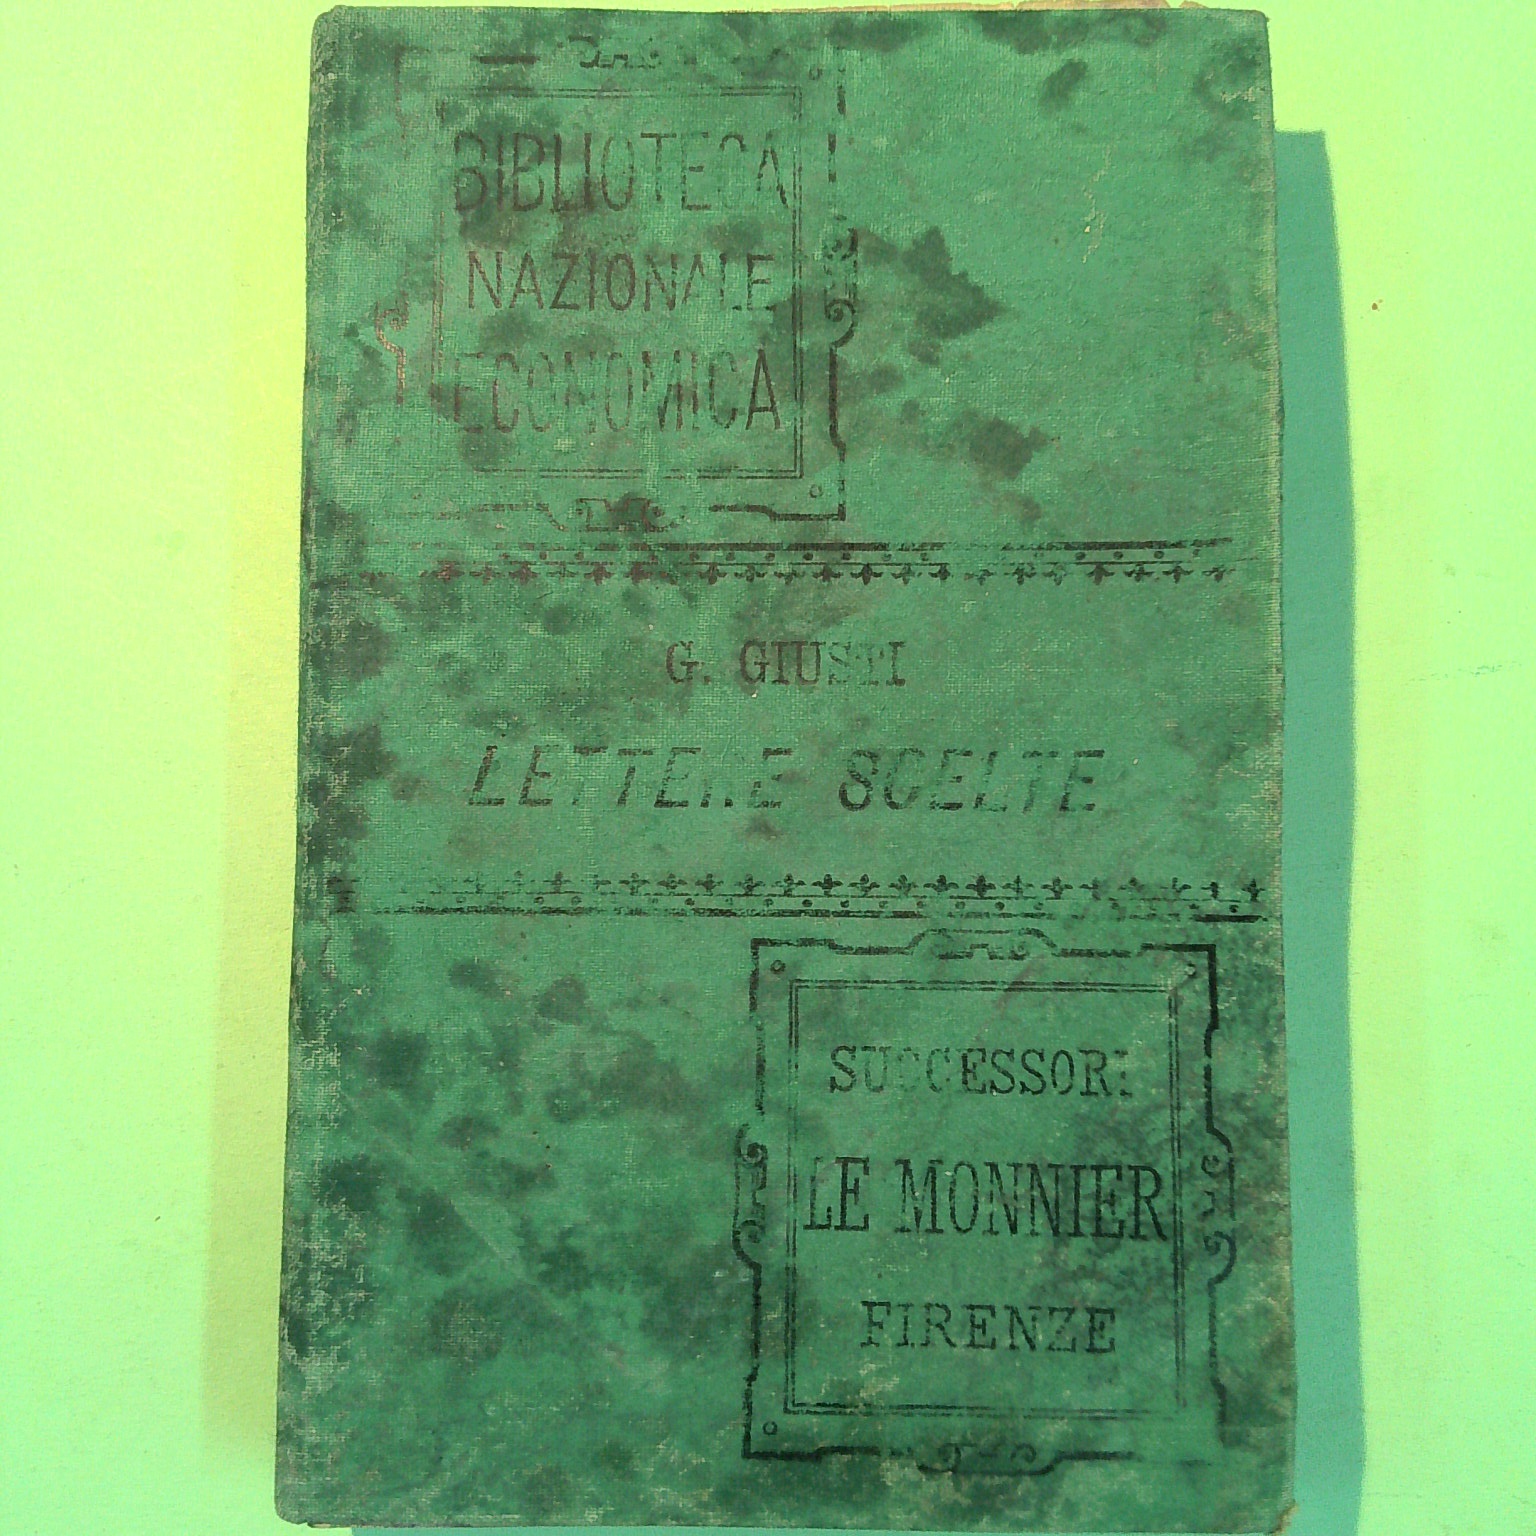 BIBLIOTECA
NAZIONALE
ECONOMICA
G. GIUSTI
LETTERE SCELTE
SUCCESSORI
LE MONNIER
FIRENZE